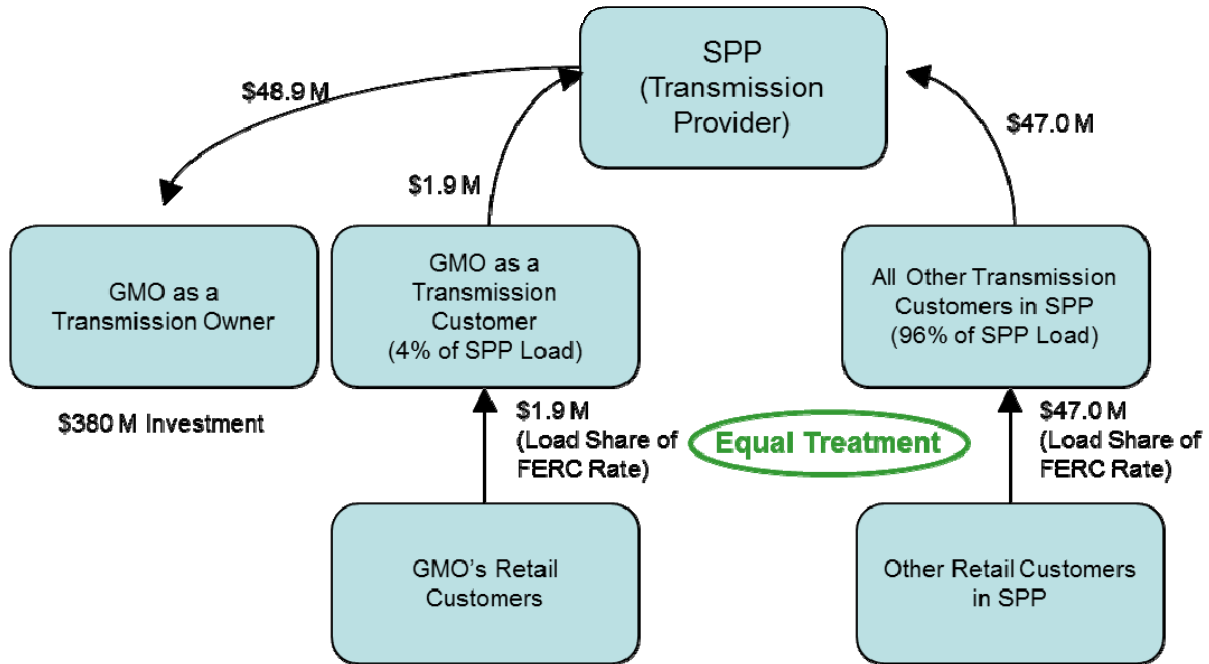 SPP
(Transmission
Provider)
$48.9 M
$1.9 M
$47.0 M
GMO as a
Transmission Owner
GMO as a
Transmission
Customer
(4% of SPP Load)
All Other Transmission
Customers in SPP
(96% of SPP Load)
$380 M Investment
$1.9 M
(Load Share of
FERC Rate)
Equal Treatment
$47.0 M
(Load Share of
FERC Rate)
GMO's Retail
Customers
Other Retail Customers
in SPP